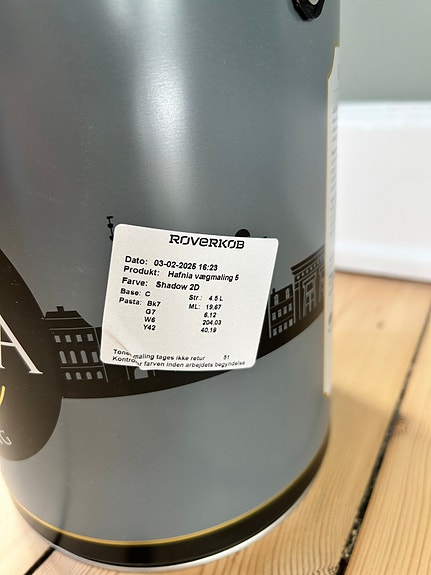 RoverKØB
Dato: 03-02-2025 16:23
Produkt: Hafnia vægmaling 5
Farve: Shadow 2D
Base: C Str.: 4.5 L
Pasta: Bk7 ML: 19,67
G7 6,12
W6 204,03
Y42 40,19
Tonet maling tages ikke retur 51
Kontroller farven inden arbejdets begyndelse
A
G